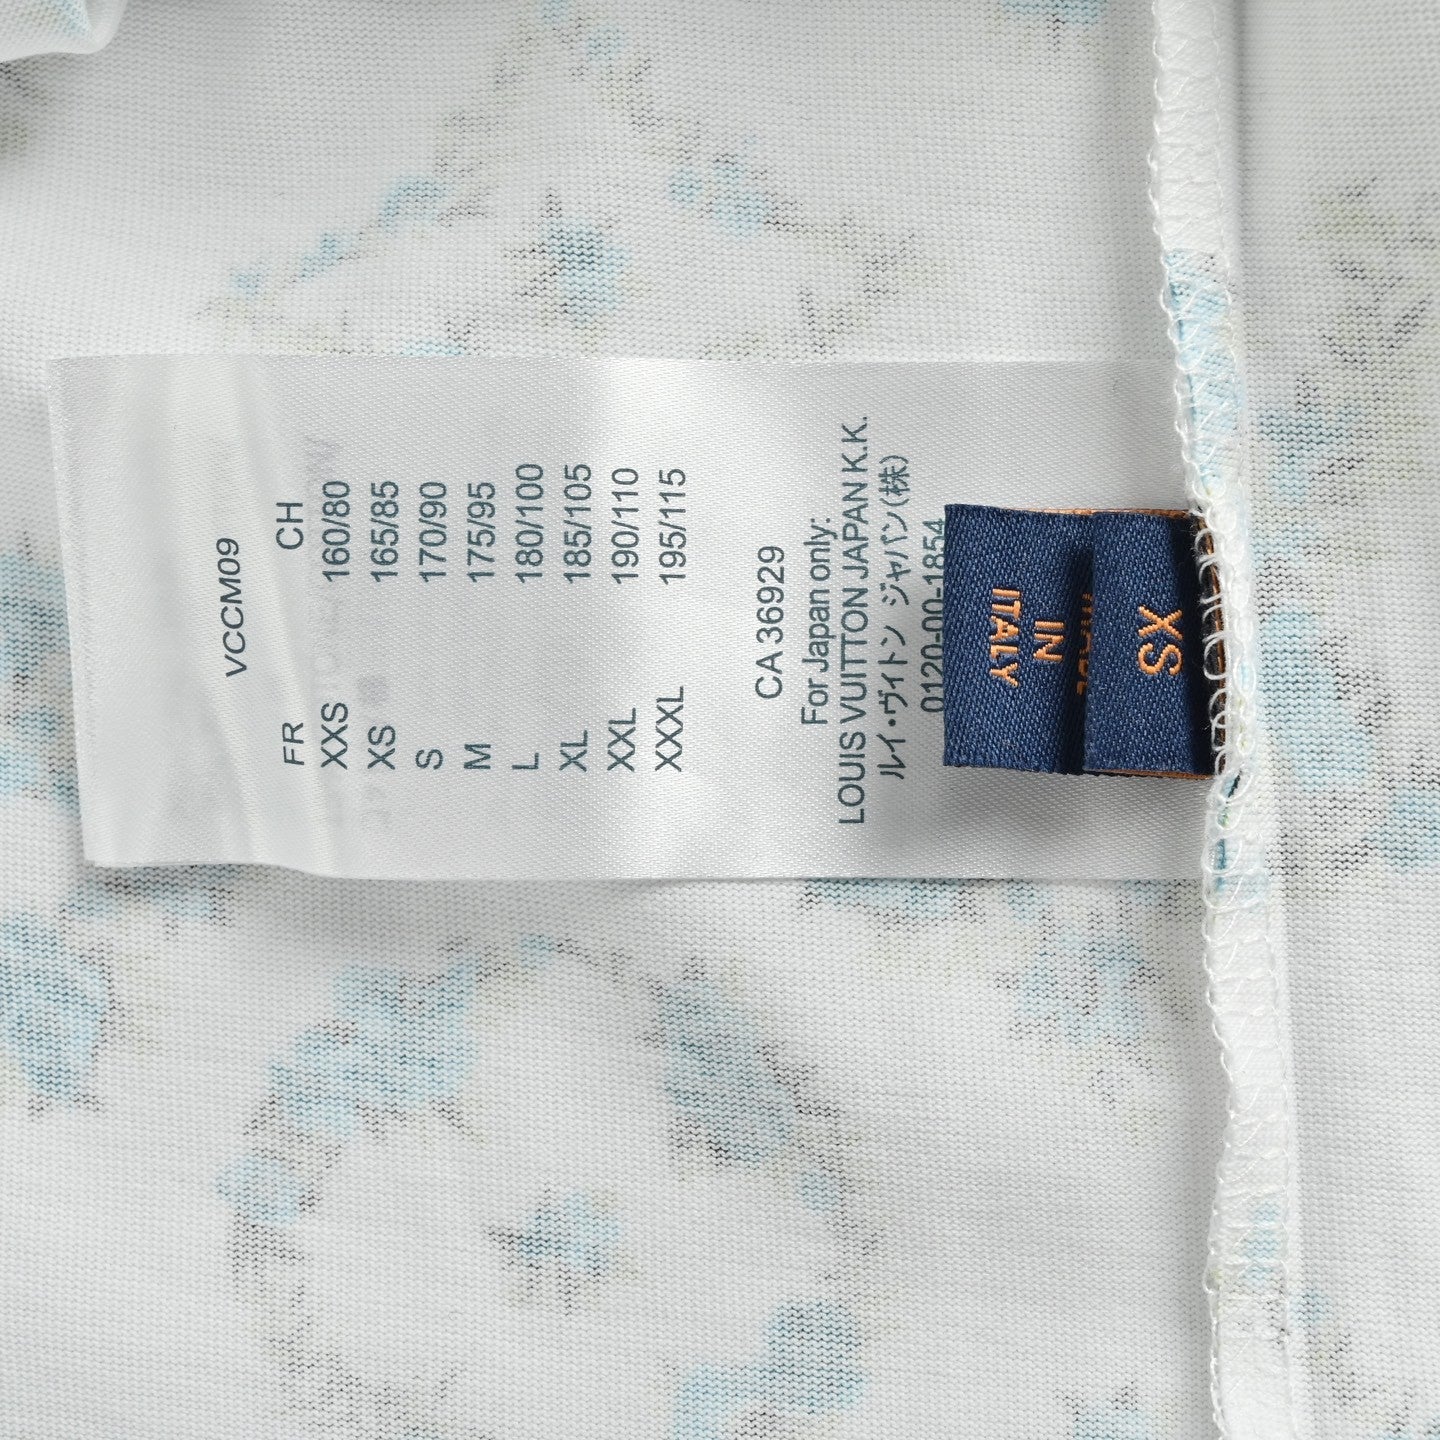 VCCM09
FR CH
XXS 160/80
XS 165/85
S 170/90
M 175/95
L 180/100
XL 185/105
XXL 190/110
XXXL 195/115
CA 36929
For Japan only:
LOUIS VUITTON JAPAN K.K.
ルイ・ヴィトン ジャパン(株)
0120-00-1854
XS
MADE
IN
ITALY